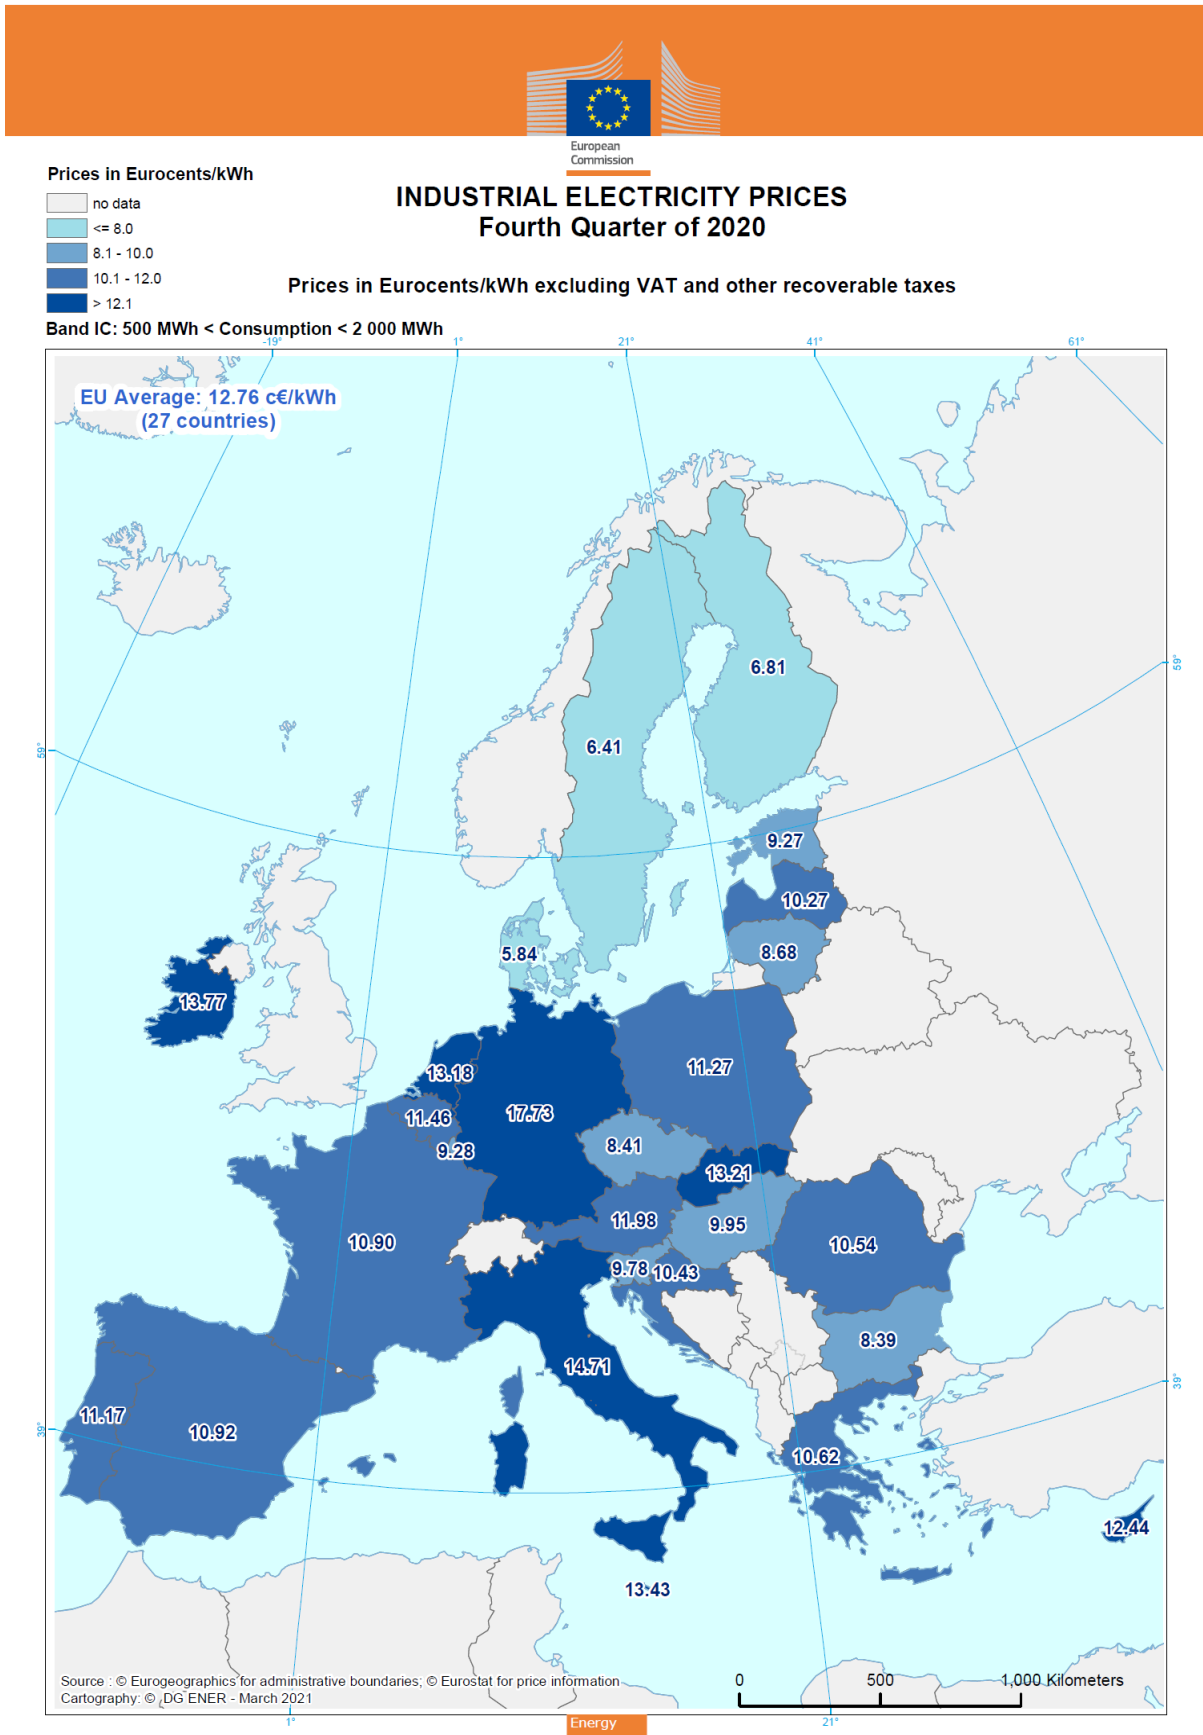 European
Commission
Prices in Eurocents/kWh
no data
<= 8.0
8.1 - 10.0
10.1 - 12.0
> 12.1
INDUSTRIAL ELECTRICITY PRICES
Fourth Quarter of 2020
Prices in Eurocents/kWh excluding VAT and other recoverable taxes
Band IC: 500 MWh < Consumption < 2 000 MWh
-19° 1° 21° 41° 61°
EU Average: 12.76 c€/kWh
(27 countries)
59°
6.81
6.41
59°
9.27
10.27
8.68
5.84
13.77
13.18
11.27
17.73
11.46
9.28
8.41
13.21
11.98
9.95
10.90
10.54
9.78
10.43
8.39
14.71
39°
11.17
10.92
39°
10.62
12.44
13.43
Source : © Eurogeographics for administrative boundaries; © Eurostat for price information
Cartography: © DG ENER - March 2021
0 500 1,000 Kilometers
1° 21°
Energy